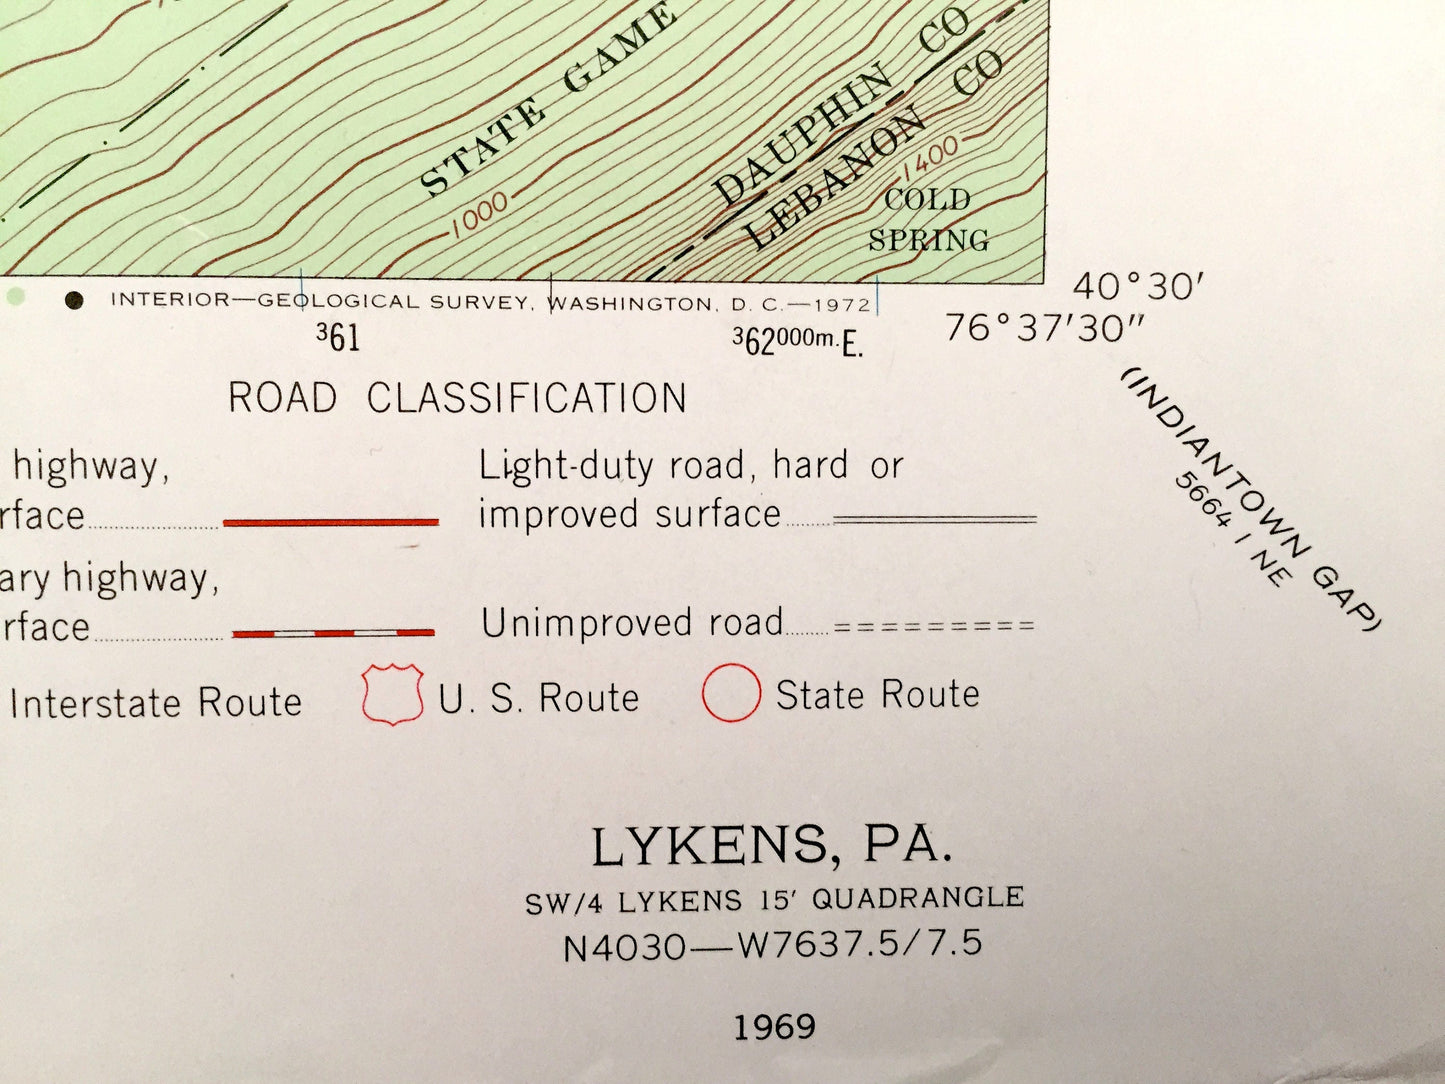 STATE GAME
1000
DAUPHIN CO
LEBANON CO
1400
COLD
SPRING
INTERIOR—GEOLOGICAL SURVEY, WASHINGTON, D. C.—1972
40°30′
361
362000m.E.
76°37′30″
(INDIANTOWN GAP)
5664 I NE
ROAD CLASSIFICATION
highway,
rface
Light-duty road, hard or
improved surface
ary highway,
rface
Unimproved road
Interstate Route
U. S. Route
State Route
LYKENS, PA.
SW/4 LYKENS 15′ QUADRANGLE
N4030—W7637.5/7.5
1969